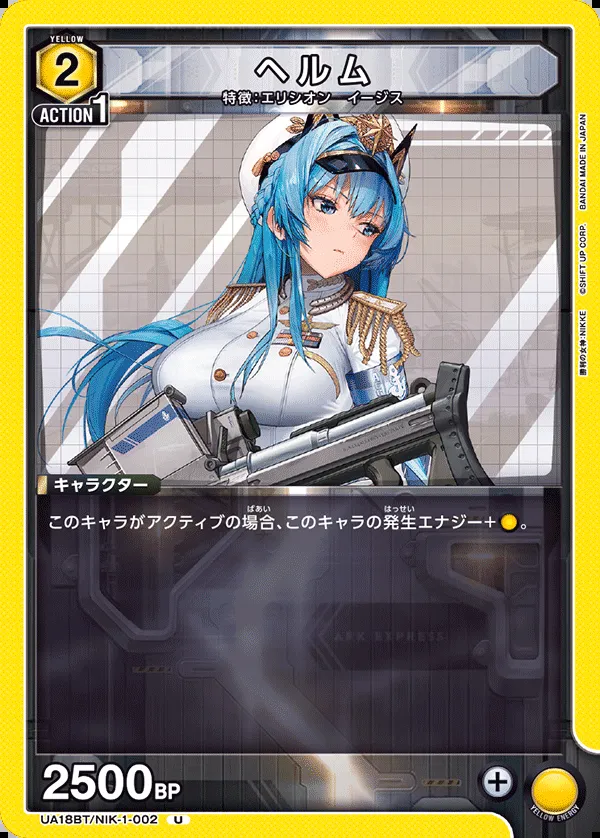 YELLOW
2
ACTION 1
ヘルム
特徴:エリシオン イージス
BANDAI MADE IN JAPAN
©SHIFT UP CORP.
勝利の女神:NIKKE
キャラクター
このキャラがアクティブの場合、このキャラの発生エナジー+。
ばあい
はっせい
ARK EXPRESS
2500BP
+
YELLOW ENERGY
UA18BT/NIK-1-002 U